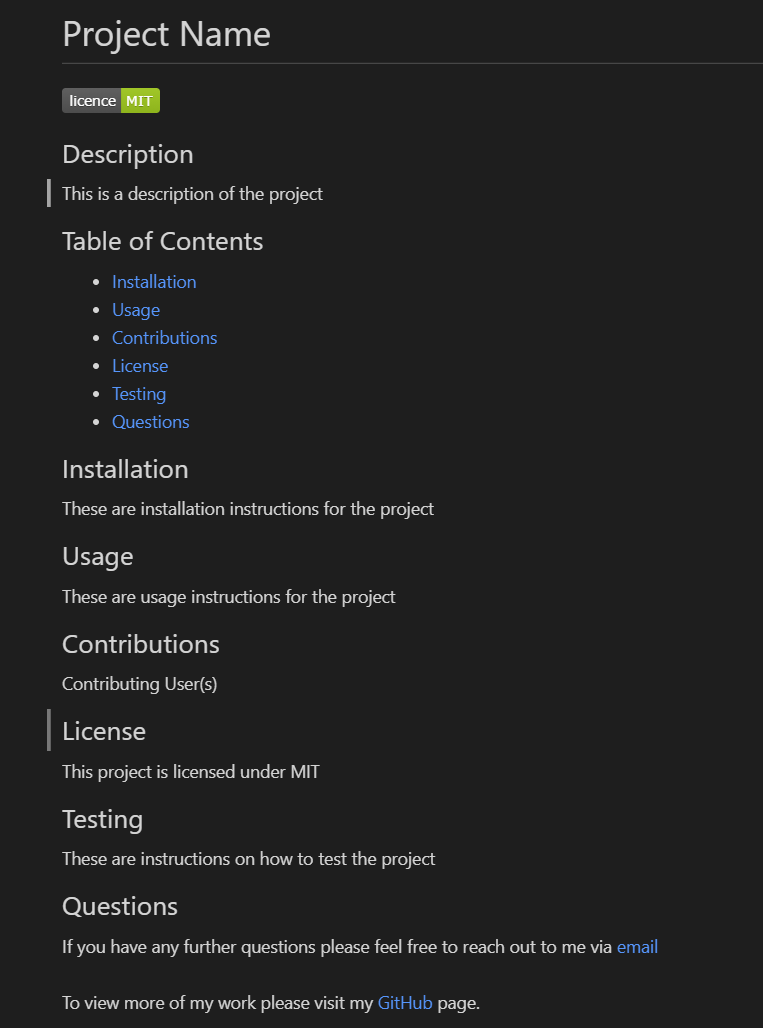 Project Name
licence MIT
Description
This is a description of the project
Table of Contents
Installation
Usage
Contributions
License
Testing
Questions
Installation
These are installation instructions for the project
Usage
These are usage instructions for the project
Contributions
Contributing User(s)
License
This project is licensed under MIT
Testing
These are instructions on how to test the project
Questions
If you have any further questions please feel free to reach out to me via email
To view more of my work please visit my GitHub page.